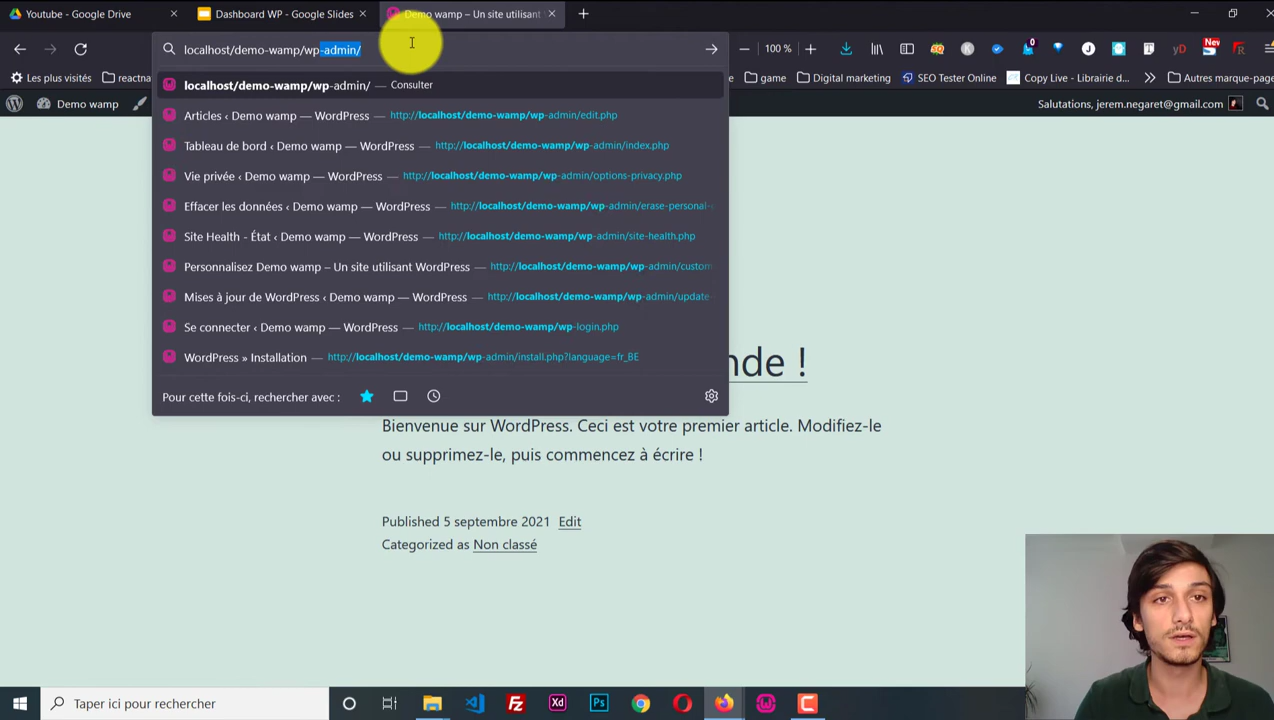 Youtube - Google Drive
Dashboard WP - Google Slides
Demo wamp – Un site utilisant
localhost/demo-wamp/wp-admin/
100 %
Les plus visités
reactna
game
Digital marketing
SEO Tester Online
Copy Live - Librairie d…
Autres marque-page
Demo wamp
Salutations, jerem.negaret@gmail.com
localhost/demo-wamp/wp-admin/ — Consulter
Articles ‹ Demo wamp — WordPress — http://localhost/demo-wamp/wp-admin/edit.php
Tableau de bord ‹ Demo wamp — WordPress — http://localhost/demo-wamp/wp-admin/index.php
Vie privée ‹ Demo wamp — WordPress — http://localhost/demo-wamp/wp-admin/options-privacy.php
Effacer les données ‹ Demo wamp — WordPress — http://localhost/demo-wamp/wp-admin/erase-personal-
Site Health - État ‹ Demo wamp — WordPress — http://localhost/demo-wamp/wp-admin/site-health.php
Personnalisez Demo wamp – Un site utilisant WordPress — http://localhost/demo-wamp/wp-admin/custom
Mises à jour de WordPress ‹ Demo wamp — WordPress — http://localhost/demo-wamp/wp-admin/update-
Se connecter ‹ Demo wamp — WordPress — http://localhost/demo-wamp/wp-login.php
WordPress » Installation — http://localhost/demo-wamp/wp-admin/install.php?language=fr_BE
Pour cette fois-ci, rechercher avec :
nde !
Bienvenue sur WordPress. Ceci est votre premier article. Modifiez-le
ou supprimez-le, puis commencez à écrire !
Published 5 septembre 2021 Edit
Categorized as Non classé
Taper ici pour rechercher